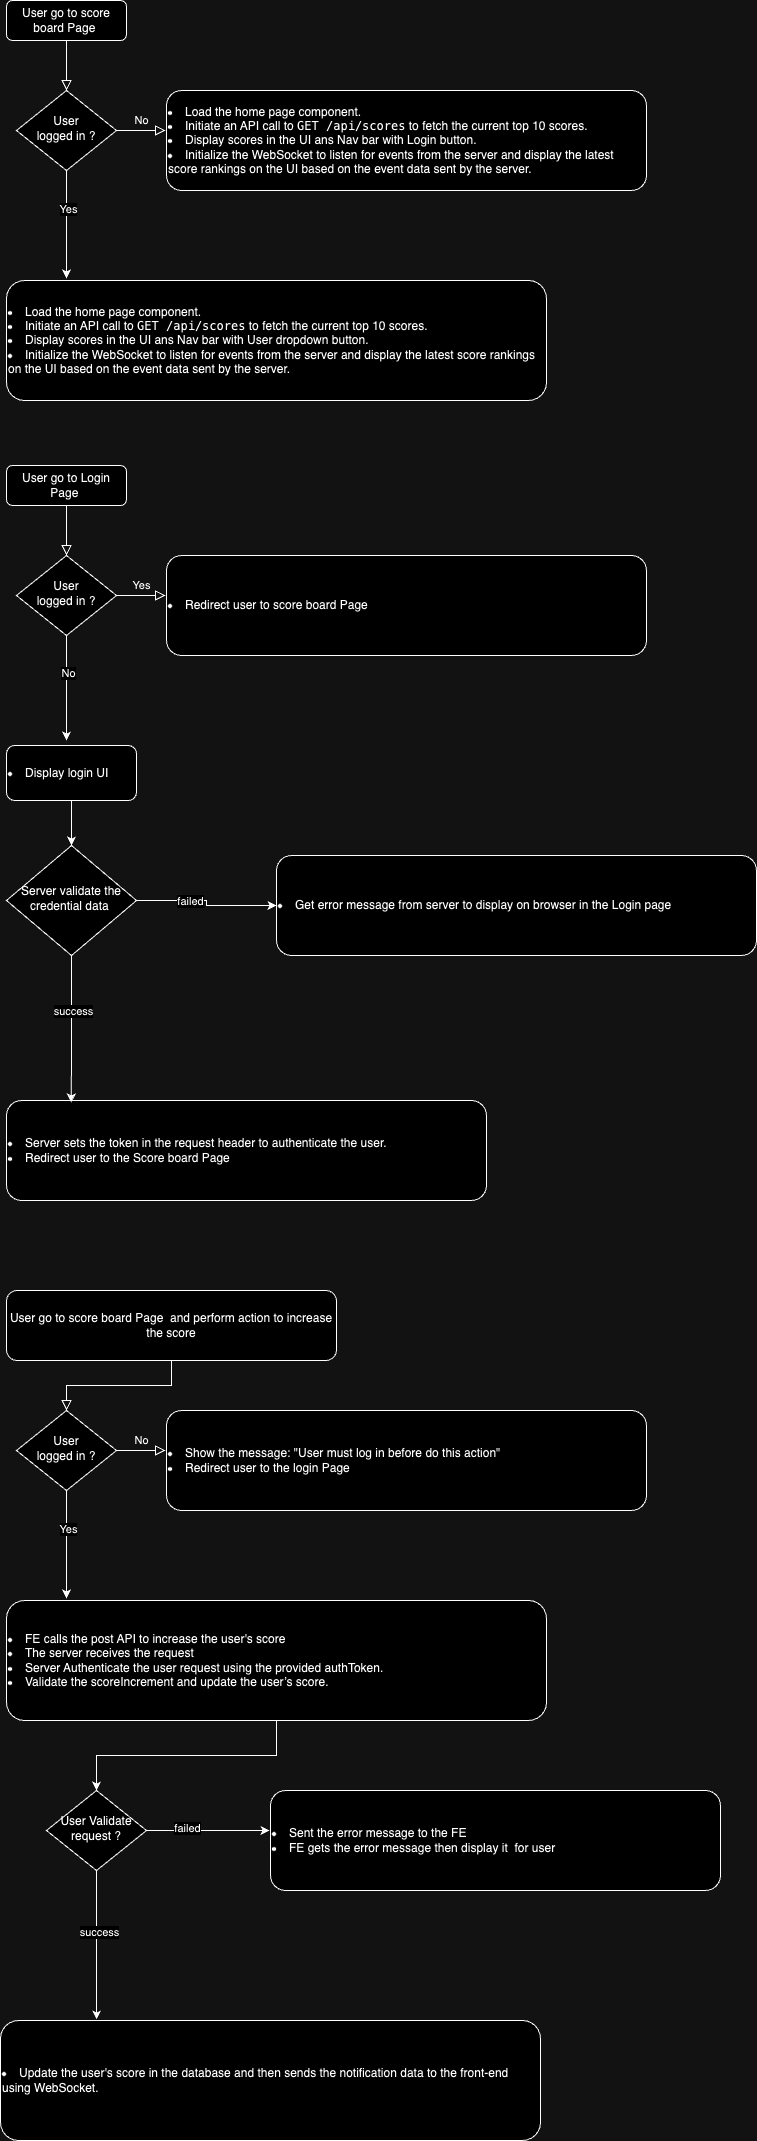 User go to score
board Page
User
logged in ?
No
• Load the home page component.
• Initiate an API call to GET /api/scores to fetch the current top 10 scores.
• Display scores in the UI ans Nav bar with Login button.
• Initialize the WebSocket to listen for events from the server and display the latest
score rankings on the UI based on the event data sent by the server.
Yes
• Load the home page component.
• Initiate an API call to GET /api/scores to fetch the current top 10 scores.
• Display scores in the UI ans Nav bar with User dropdown button.
• Initialize the WebSocket to listen for events from the server and display the latest score rankings
on the UI based on the event data sent by the server.
User go to Login
Page
User
logged in ?
Yes
• Redirect user to score board Page
No
• Display login UI
Server validate the
credential data
failed
• Get error message from server to display on browser in the Login page
success
• Server sets the token in the request header to authenticate the user.
• Redirect user to the Score board Page
User go to score board Page and perform action to increase
the score
User
logged in ?
No
• Show the message: "User must log in before do this action"
• Redirect user to the login Page
Yes
• FE calls the post API to increase the user's score
• The server receives the request
• Server Authenticate the user request using the provided authToken.
• Validate the scoreIncrement and update the user’s score.
User Validate
request ?
failed
• Sent the error message to the FE
• FE gets the error message then display it for user
success
• Update the user's score in the database and then sends the notification data to the front-end
using WebSocket.